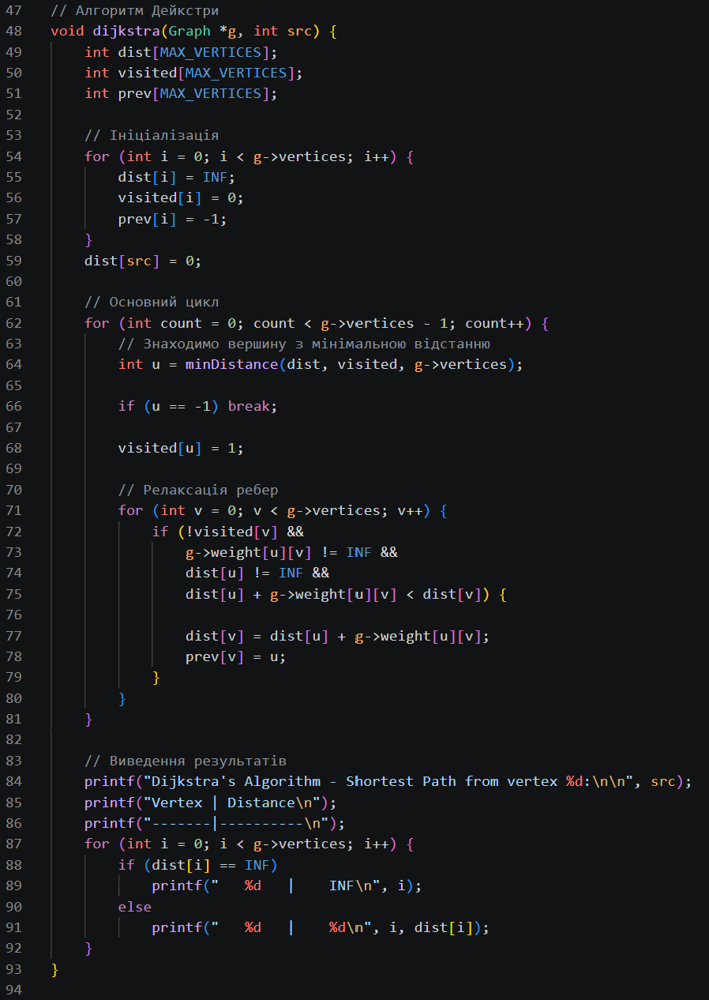 47 // Алгоритм Дейкстри
48 void dijkstra(Graph *g, int src) {
49     int dist[MAX_VERTICES];
50     int visited[MAX_VERTICES];
51     int prev[MAX_VERTICES];
52
53     // Ініціалізація
54     for (int i = 0; i < g->vertices; i++) {
55         dist[i] = INF;
56         visited[i] = 0;
57         prev[i] = -1;
58     }
59     dist[src] = 0;
60
61     // Основний цикл
62     for (int count = 0; count < g->vertices - 1; count++) {
63         // Знаходимо вершину з мінімальною відстанню
64         int u = minDistance(dist, visited, g->vertices);
65
66         if (u == -1) break;
67
68         visited[u] = 1;
69
70         // Релаксація ребер
71         for (int v = 0; v < g->vertices; v++) {
72             if (!visited[v] &&
73                 g->weight[u][v] != INF &&
74                 dist[u] != INF &&
75                 dist[u] + g->weight[u][v] < dist[v]) {
76
77                 dist[v] = dist[u] + g->weight[u][v];
78                 prev[v] = u;
79             }
80         }
81     }
82
83     // Виведення результатів
84     printf("Dijkstra's Algorithm - Shortest Path from vertex %d:\n\n", src);
85     printf("Vertex | Distance\n");
86     printf("-------|----------\n");
87     for (int i = 0; i < g->vertices; i++) {
88         if (dist[i] == INF)
89             printf("   %d   |    INF\n", i);
90         else
91             printf("   %d   |    %d\n", i, dist[i]);
92     }
93 }
94